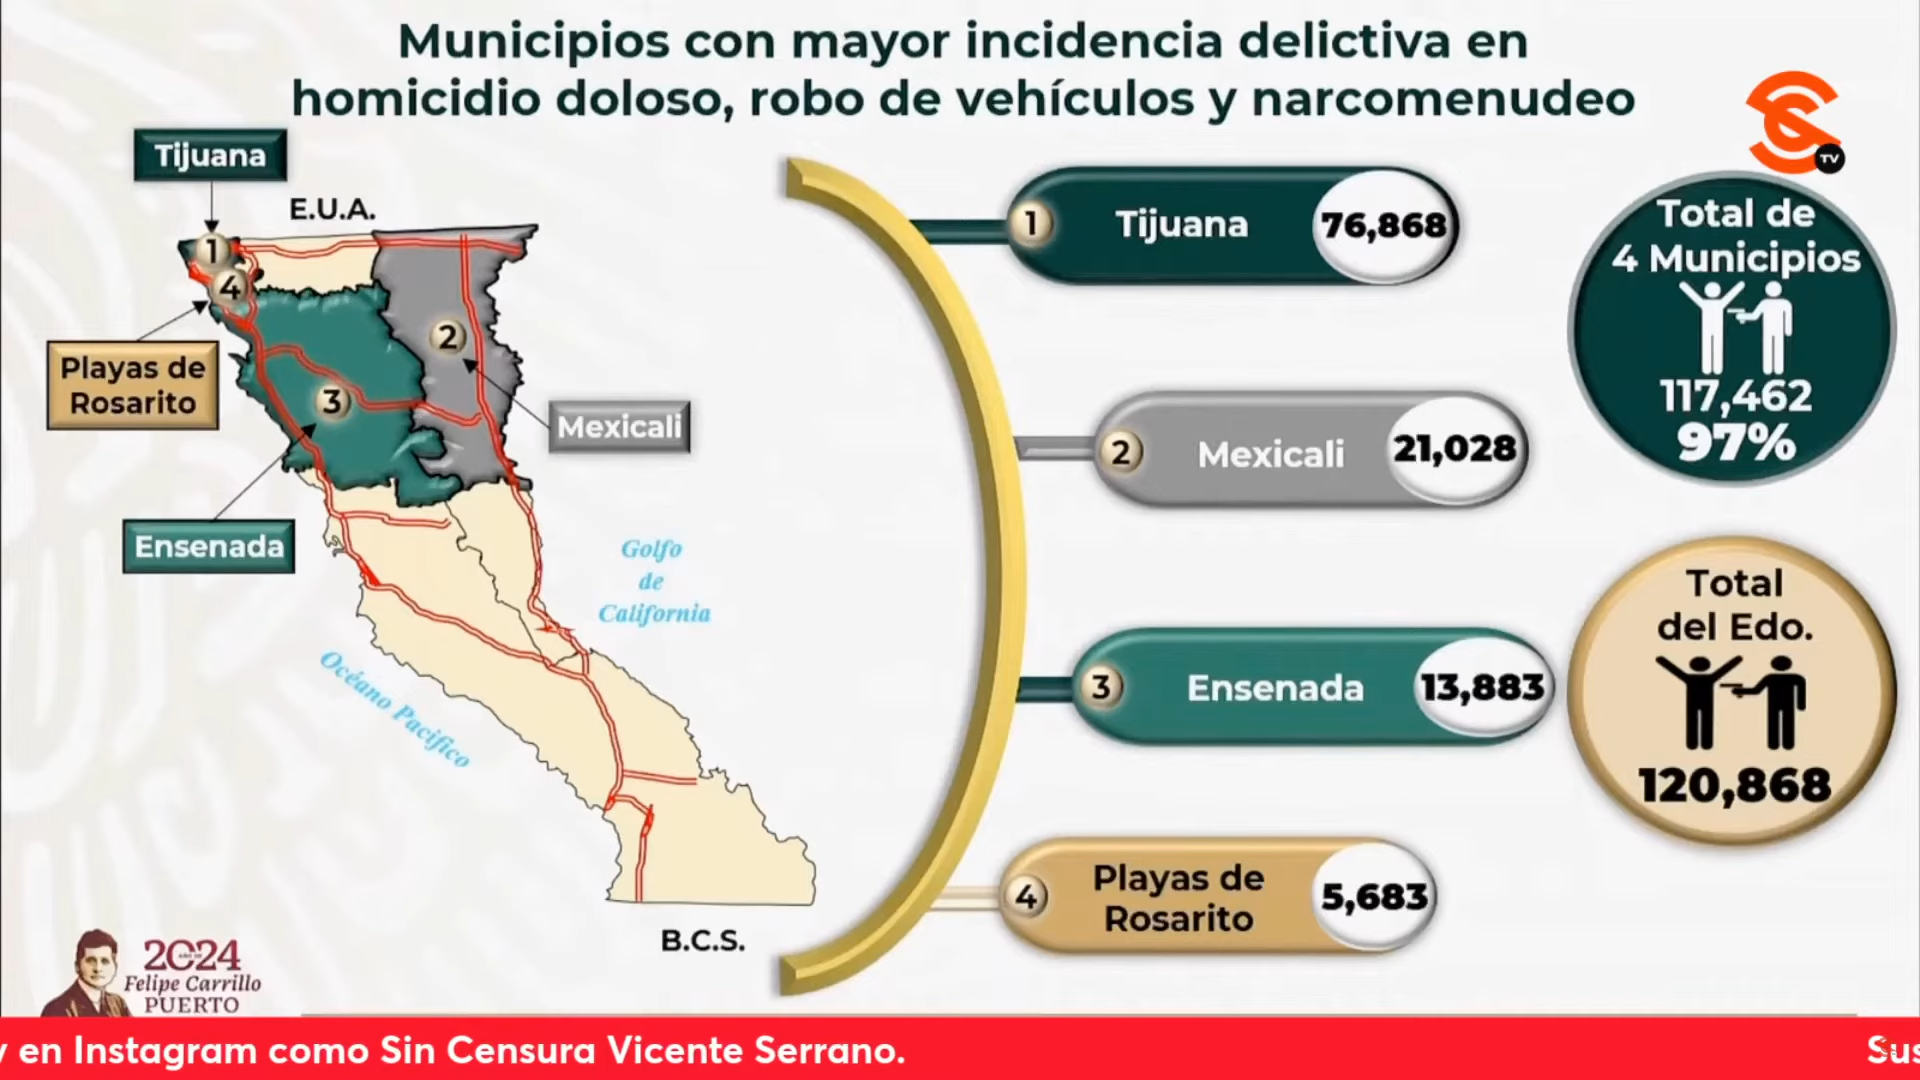 Municipios con mayor incidencia delictiva en
homicidio doloso, robo de vehículos y narcomenudeo
TV
Tijuana
E.U.A.
1
4
2
3
Playas de
Rosarito
Mexicali
Ensenada
Golfo
de
California
Océano Pacifico
B.C.S.
1 Tijuana 76,868
2 Mexicali 21,028
3 Ensenada 13,883
4 Playas de
Rosarito 5,683
Total de
4 Municipios
117,462
97%
Total
del Edo.
120,868
2024
Felipe Carrillo
PUERTO
y en Instagram como Sin Censura Vicente Serrano.
Sus